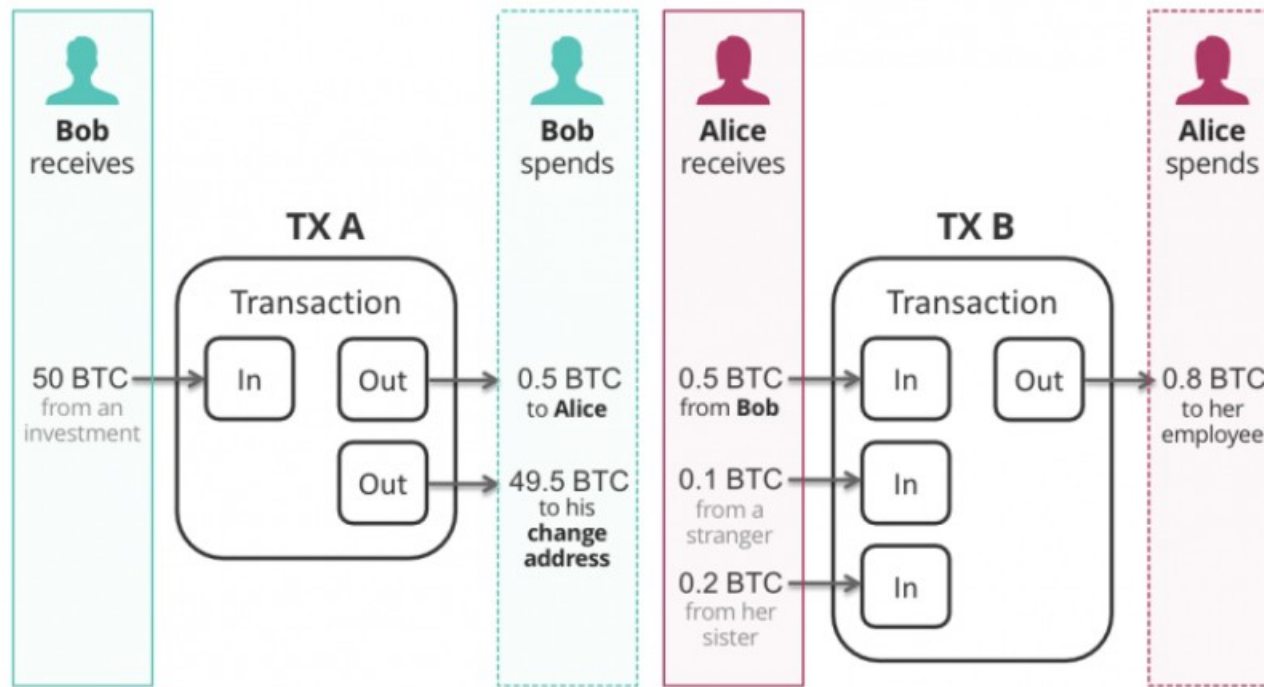 Bob
receives
Bob
spends
Alice
receives
Alice
spends
TX A
Transaction
In
Out
Out
50 BTC
from an
investment
0.5 BTC
to Alice
49.5 BTC
to his
change
address
TX B
Transaction
In
Out
In
In
0.5 BTC
from Bob
0.1 BTC
from a
stranger
0.2 BTC
from her
sister
0.8 BTC
to her
employee